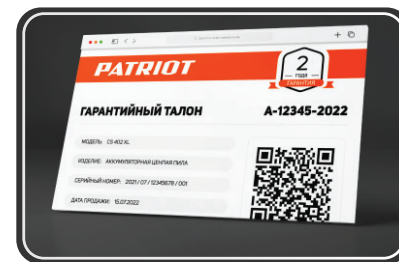 PATRIOT
2
ГОДА
ГАРАНТИЯ
ГАРАНТИЙНЫЙ ТАЛОН
A-12345-2022
МОДЕЛЬ: CS 402 XL
ИЗДЕЛИЕ: АККУМУЛЯТОРНАЯ ЦЕПНАЯ ПИЛА
СЕРИЙНЫЙ НОМЕР: 2021 / 07 / 12345678 / 001
ДАТА ПРОДАЖИ: 15.07.2022